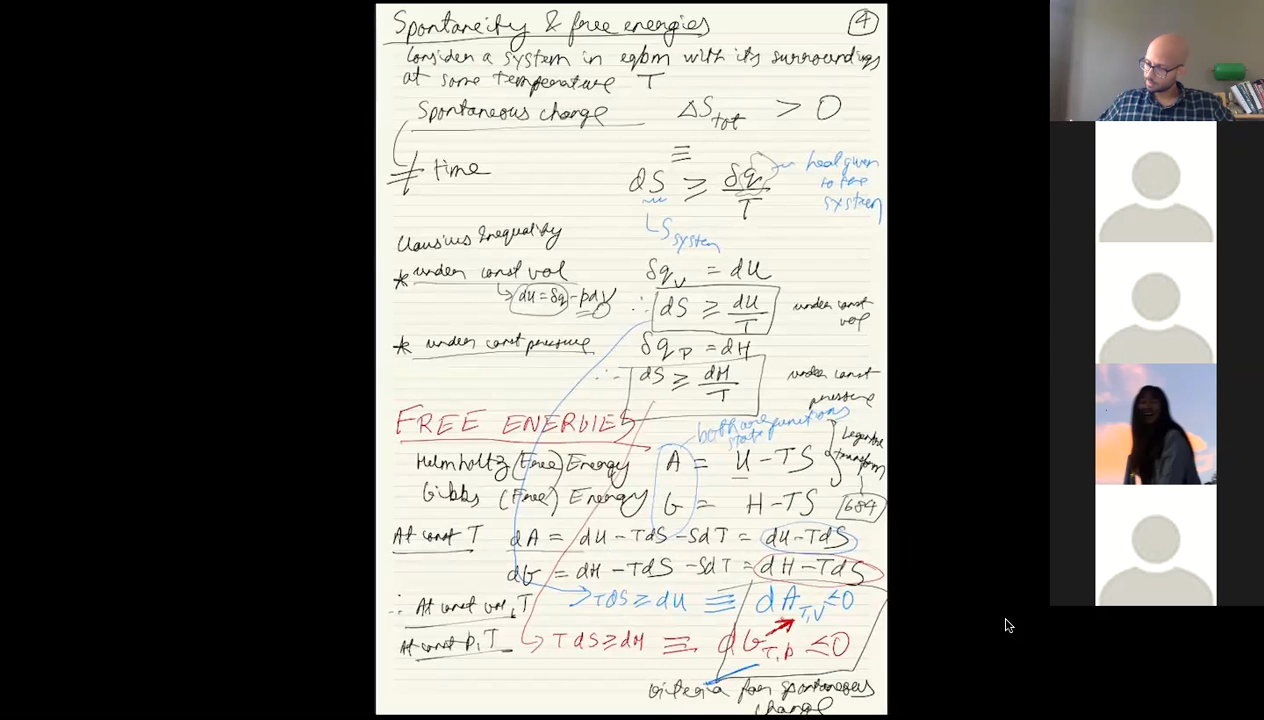 Spontaneity & free energies
4
Consider a system in eqbm with its surroundings
at some temperature T
Spontaneous change ΔS_tot > 0
≠ time
≡
dS ≥ δq/T
heat given to the system
S_system
Clausius Inequality
* under const vol δq_V = dU
dU = δq - pdV = 0
∴ dS ≥ dU/T under const vol
* under const pressure δq_P = dH
∴ dS ≥ dH/T under const pressure
FREE ENERGIES
both are functions
state
Helmholtz (Free) Energy A = U - TS
Legendre transform
Gibbs (Free) Energy G = H - TS
684
At const T dA = dU - TdS - SdT = dU - TdS
dG = dH - TdS - SdT = dH - TdS
∴ At const vol, T TdS ≥ dU ≡ dA_T,V ≤ 0
At const P, T TdS ≥ dH ≡ dG_T,P ≤ 0
Criteria for spontaneous
change